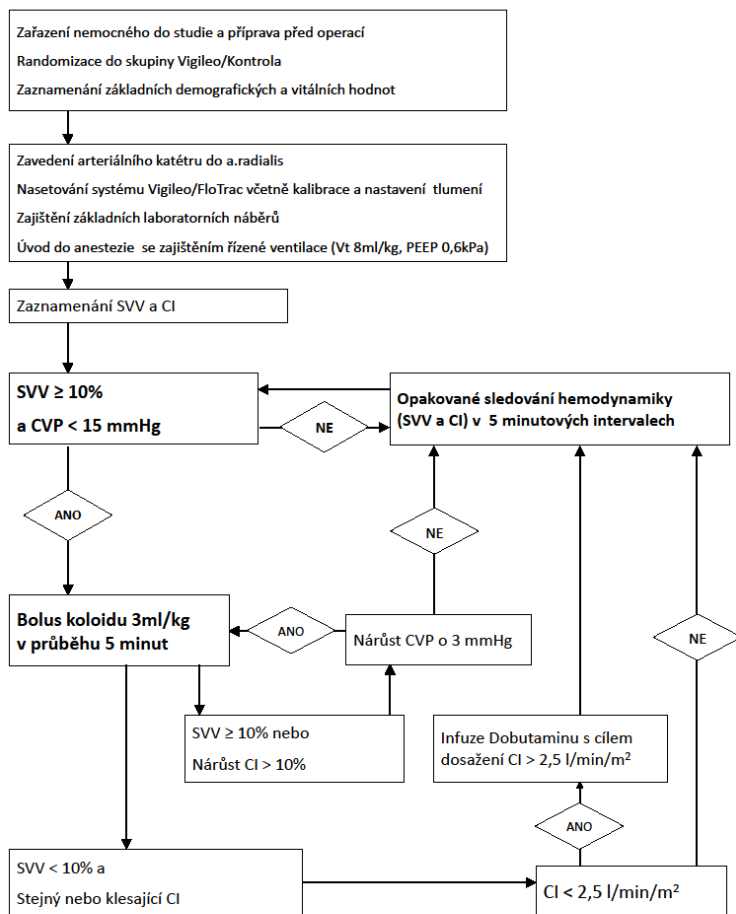 Zařazení nemocného do studie a příprava před operací
Randomizace do skupiny Vigileo/Kontrola
Zaznamenání základních demografických a vitálních hodnot
Zavedení arteriálního katétru do a.radialis
Nasetování systému Vigileo/FloTrac včetně kalibrace a nastavení tlumení
Zajištění základních laboratorních náběrů
Úvod do anestezie se zajištěním řízené ventilace (Vt 8ml/kg, PEEP 0,6kPa)
Zaznamenání SVV a CI
SVV ≥ 10%
a CVP < 15 mmHg
NE
Opakované sledování hemodynamiky
(SVV a CI) v 5 minutových intervalech
ANO
NE
Bolus koloidu 3ml/kg
v průběhu 5 minut
ANO
Nárůst CVP o 3 mmHg
NE
SVV ≥ 10% nebo
Nárůst CI > 10%
Infuze Dobutaminu s cílem
dosažení CI > 2,5 l/min/m²
ANO
SVV < 10% a
Stejný nebo klesající CI
CI < 2,5 l/min/m²